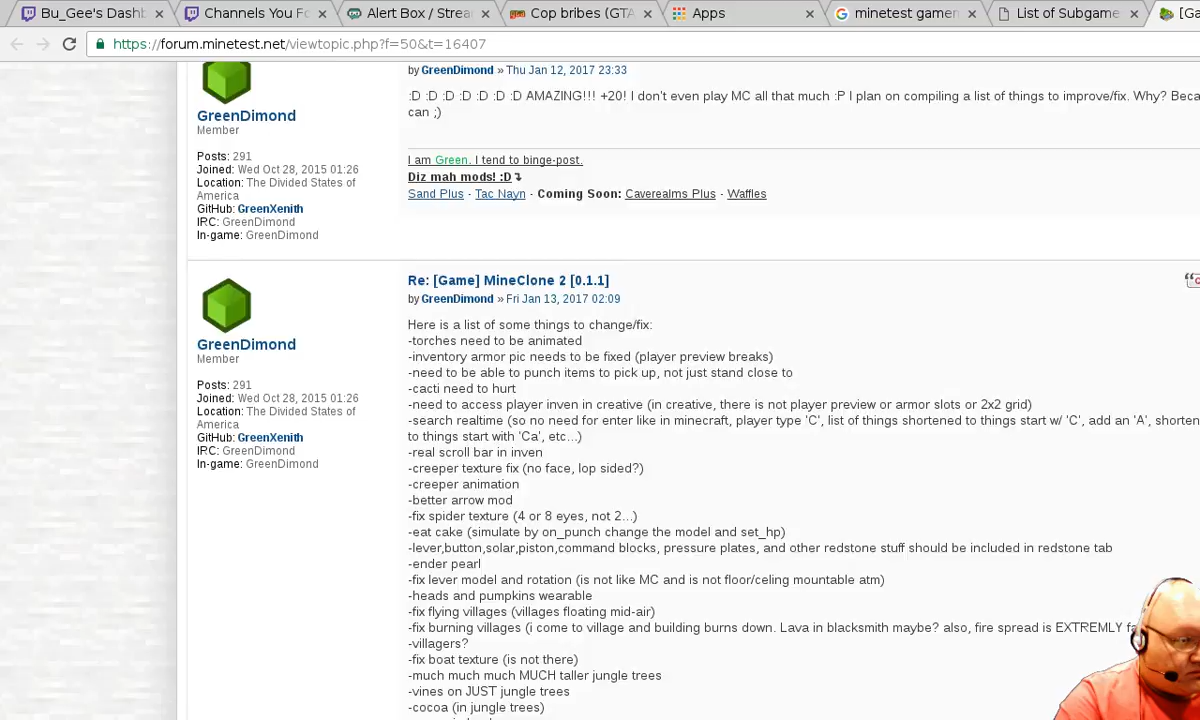 Bu_Gee's Dashb
Channels You Fo
Alert Box / Strea
Cop bribes (GTA
Apps
minetest gamer
List of Subgame
[Ga
https://forum.minetest.net/viewtopic.php?f=50&t=16407
GreenDimond
Member
Posts: 291
Joined: Wed Oct 28, 2015 01:26
Location: The Divided States of
America
GitHub: GreenXenith
IRC: GreenDimond
In-game: GreenDimond
by GreenDimond » Thu Jan 12, 2017 23:33
:D :D :D :D :D :D :D AMAZING!!! +20! I don't even play MC all that much :P I plan on compiling a list of things to improve/fix. Why? Beca
can ;)
I am Green. I tend to binge-post.
Diz mah mods! :D↴
Sand Plus - Tac Nayn - Coming Soon: Caverealms Plus - Waffles
GreenDimond
Member
Posts: 291
Joined: Wed Oct 28, 2015 01:26
Location: The Divided States of
America
GitHub: GreenXenith
IRC: GreenDimond
In-game: GreenDimond
Re: [Game] MineClone 2 [0.1.1]
by GreenDimond » Fri Jan 13, 2017 02:09
Here is a list of some things to change/fix:
-torches need to be animated
-inventory armor pic needs to be fixed (player preview breaks)
-need to be able to punch items to pick up, not just stand close to
-cacti need to hurt
-need to access player inven in creative (in creative, there is not player preview or armor slots or 2x2 grid)
-search realtime (so no need for enter like in minecraft, player type 'C', list of things shortened to things start w/ 'C', add an 'A', shorten
to things start with 'Ca', etc...)
-real scroll bar in inven
-creeper texture fix (no face, lop sided?)
-creeper animation
-better arrow mod
-fix spider texture (4 or 8 eyes, not 2...)
-eat cake (simulate by on_punch change the model and set_hp)
-lever,button,solar,piston,command blocks, pressure plates, and other redstone stuff should be included in redstone tab
-ender pearl
-fix lever model and rotation (is not like MC and is not floor/celing mountable atm)
-heads and pumpkins wearable
-fix flying villages (villages floating mid-air)
-fix burning villages (i come to village and building burns down. Lava in blacksmith maybe? also, fire spread is EXTREMLY fa
-villagers?
-fix boat texture (is not there)
-much much much MUCH taller jungle trees
-vines on JUST jungle trees
-cocoa (in jungle trees)